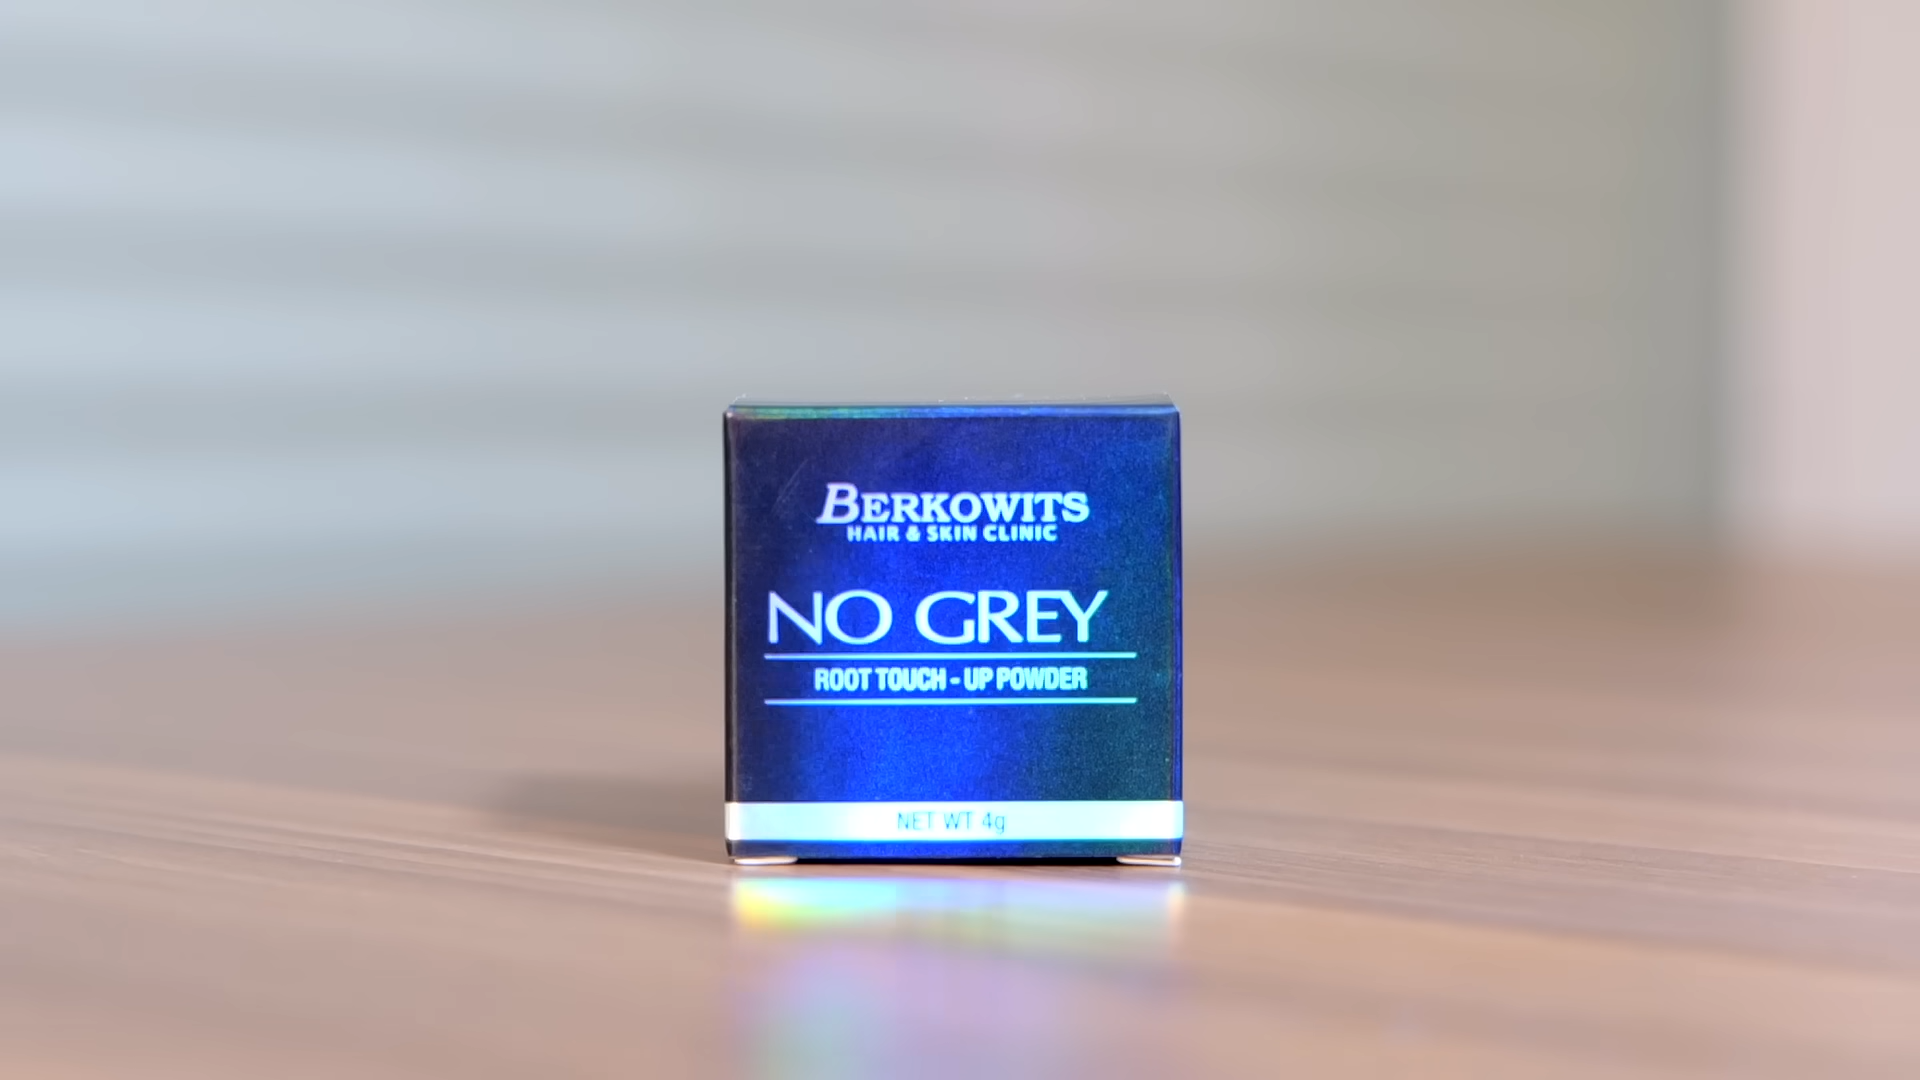 BERKOWITS
HAIR & SKIN CLINIC
NO GREY
ROOT TOUCH - UP POWDER
NET WT 4g